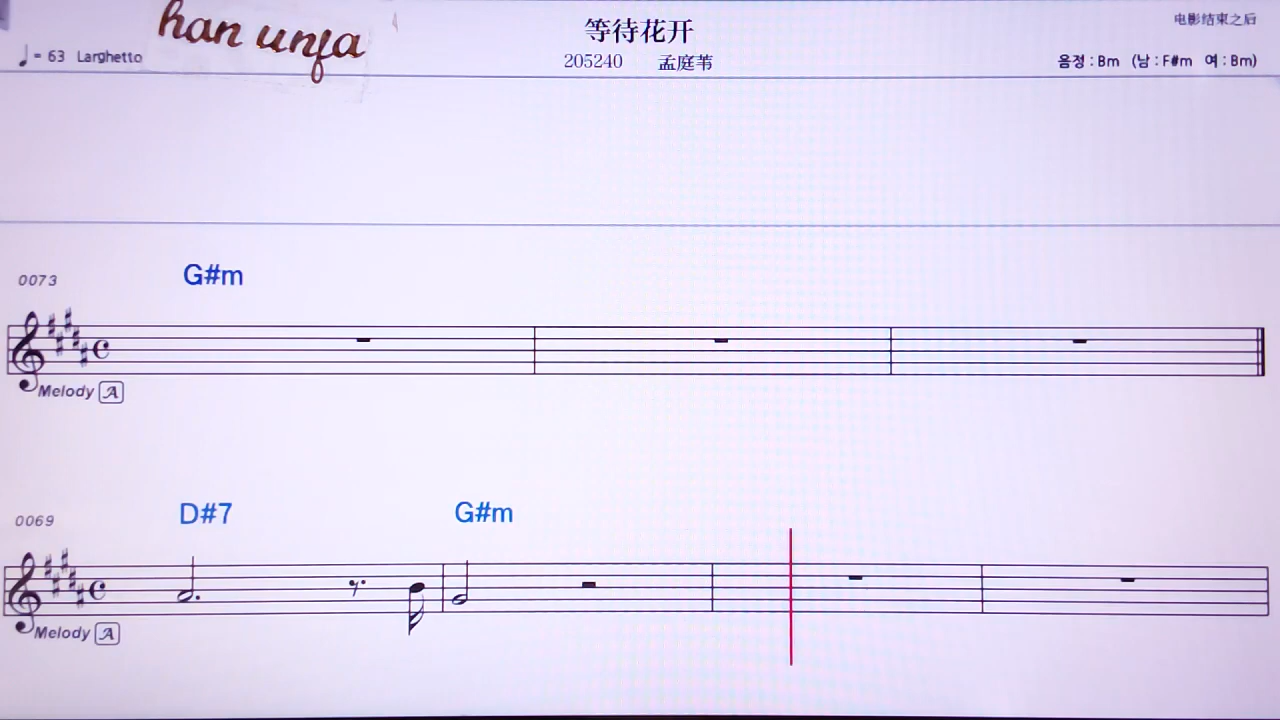 han unfa
等待花开
电影结束之后
♩= 63 Larghetto
205240 孟庭苇
음정 : Bm (남 : F#m 여 : Bm)
0073
G#m
Melody A
0069
D#7 G#m
Melody A